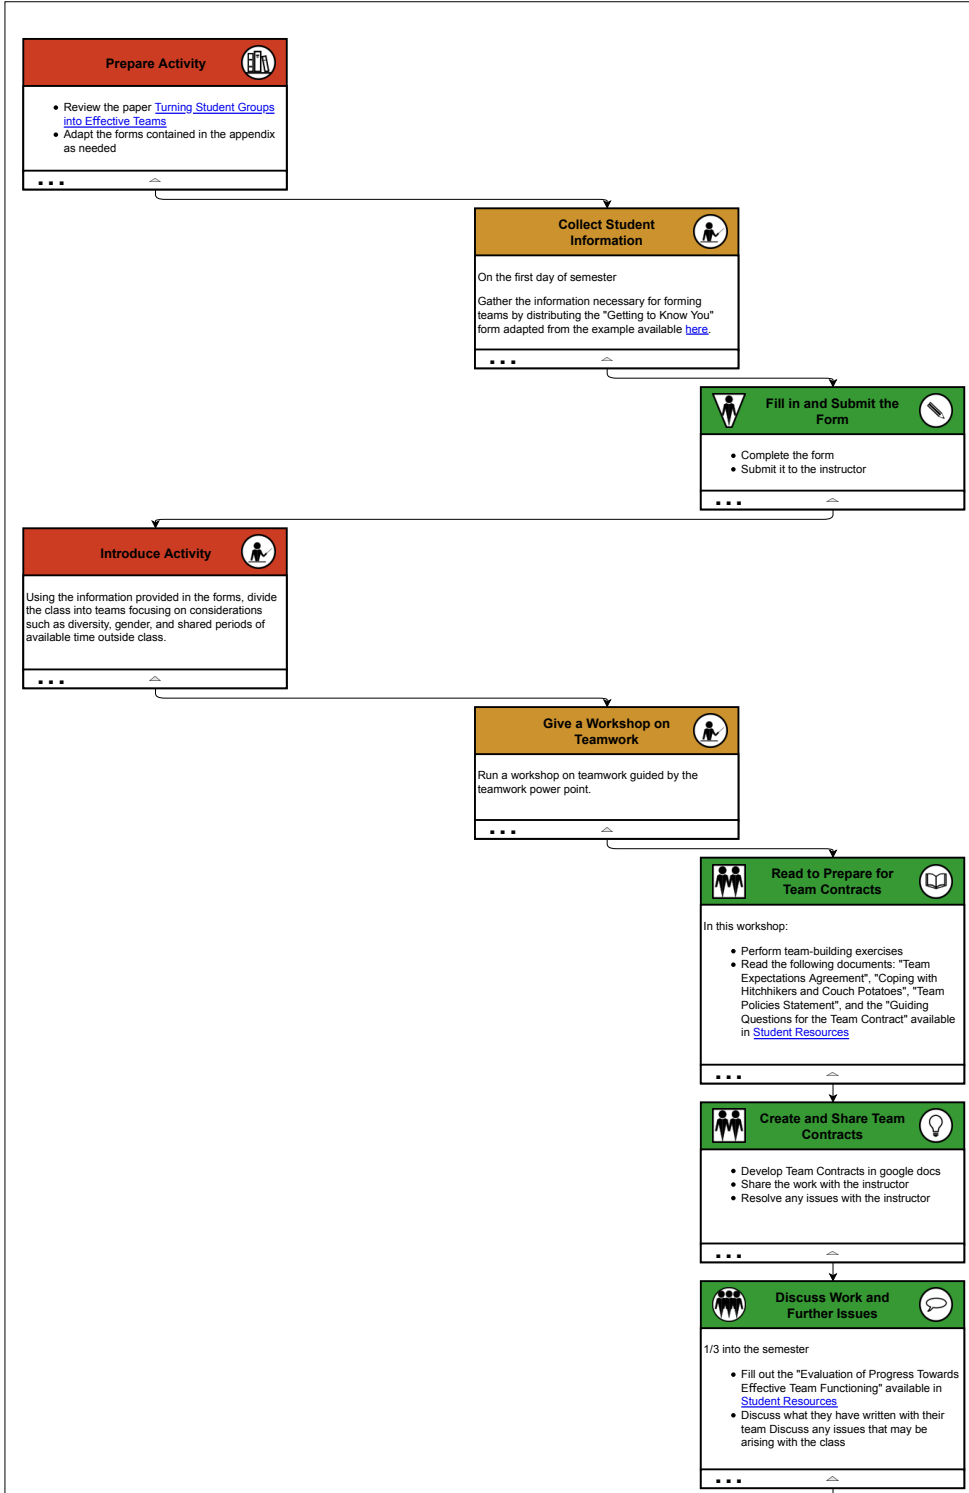 Prepare Activity
• Review the paper Turning Student Groups
into Effective Teams
• Adapt the forms contained in the appendix
as needed
Collect Student
Information
On the first day of semester
Gather the information necessary for forming
teams by distributing the "Getting to Know You"
form adapted from the example available here.
Fill in and Submit the
Form
• Complete the form
• Submit it to the instructor
Introduce Activity
Using the information provided in the forms, divide
the class into teams focusing on considerations
such as diversity, gender, and shared periods of
available time outside class.
Give a Workshop on
Teamwork
Run a workshop on teamwork guided by the
teamwork power point.
Read to Prepare for
Team Contracts
In this workshop:
• Perform team-building exercises
• Read the following documents: "Team
Expectations Agreement", "Coping with
Hitchhikers and Couch Potatoes", "Team
Policies Statement", and the "Guiding
Questions for the Team Contract" available
in Student Resources
Create and Share Team
Contracts
• Develop Team Contracts in google docs
• Share the work with the instructor
• Resolve any issues with the instructor
Discuss Work and
Further Issues
1/3 into the semester
• Fill out the "Evaluation of Progress Towards
Effective Team Functioning" available in
Student Resources
• Discuss what they have written with their
team Discuss any issues that may be
arising with the class